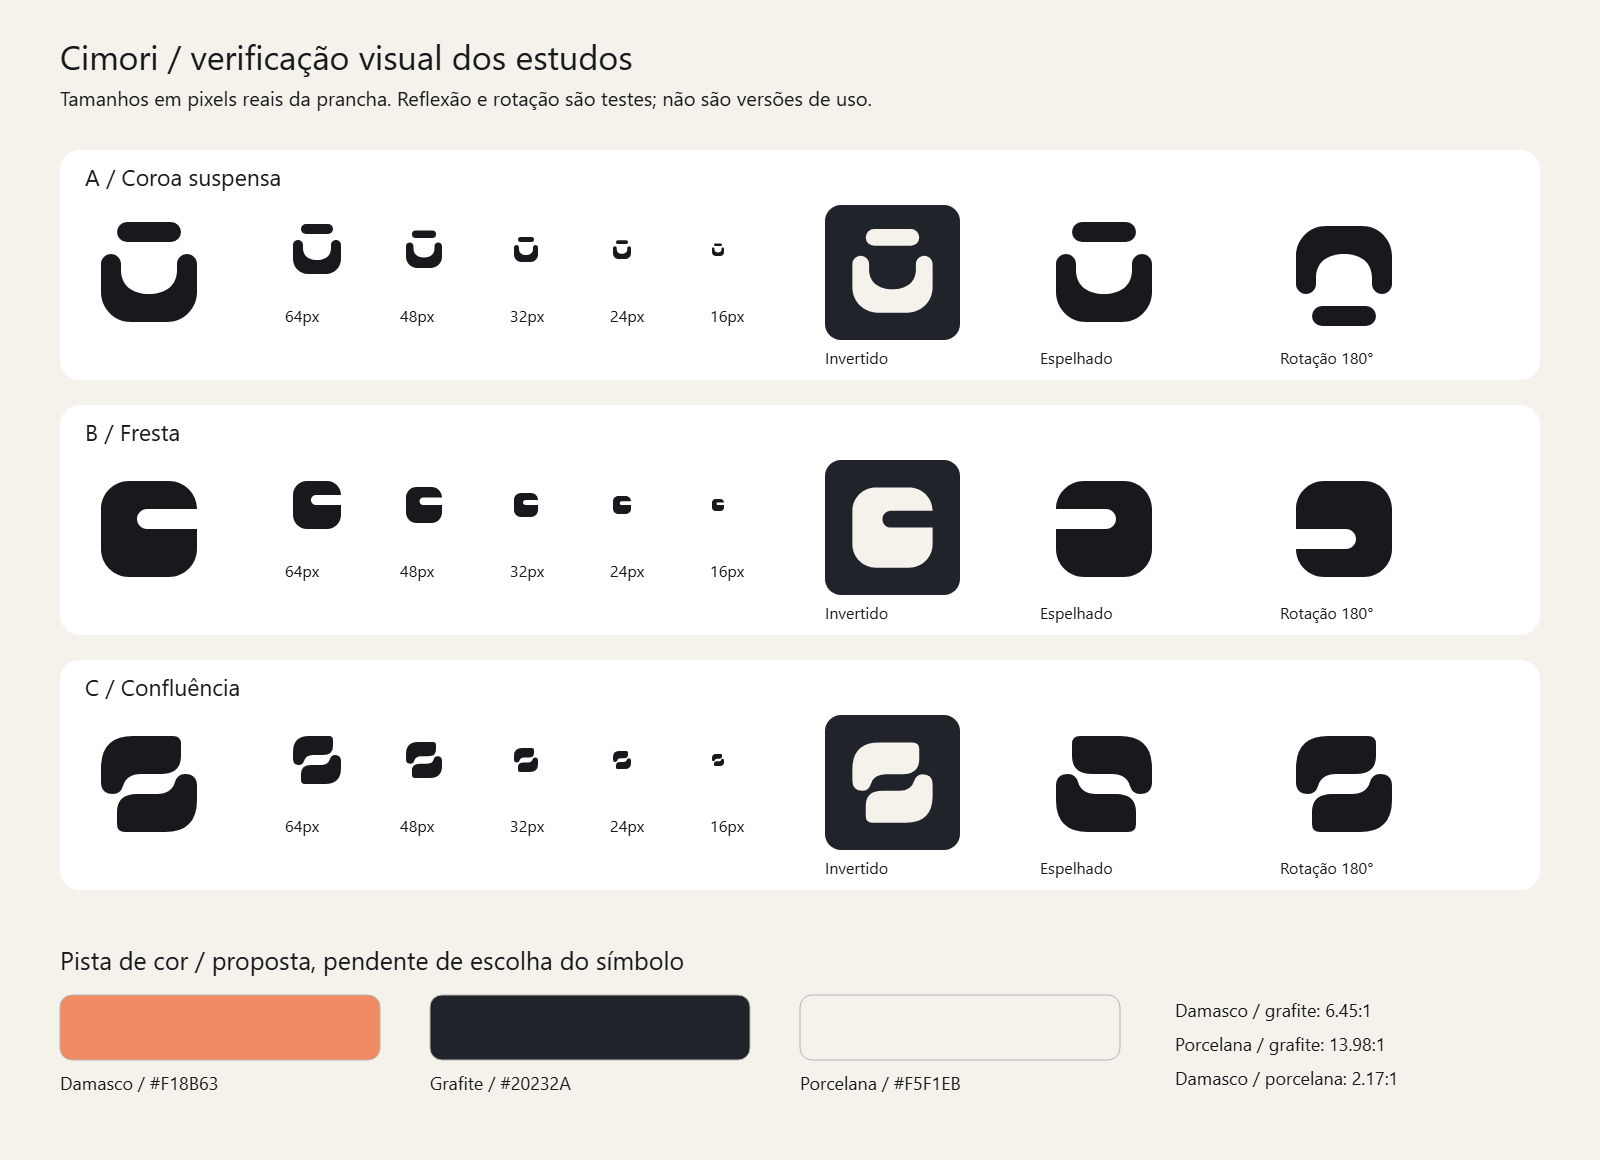 Cimori / verificação visual dos estudos
Tamanhos em pixels reais da prancha. Reflexão e rotação são testes; não são versões de uso.
A / Coroa suspensa
64px
48px
32px
24px
16px
Invertido
Espelhado
Rotação 180°
B / Fresta
64px
48px
32px
24px
16px
Invertido
Espelhado
Rotação 180°
C / Confluência
64px
48px
32px
24px
16px
Invertido
Espelhado
Rotação 180°
Pista de cor / proposta, pendente de escolha do símbolo
Damasco / #F18B63
Grafite / #20232A
Porcelana / #F5F1EB
Damasco / grafite: 6.45:1
Porcelana / grafite: 13.98:1
Damasco / porcelana: 2.17:1